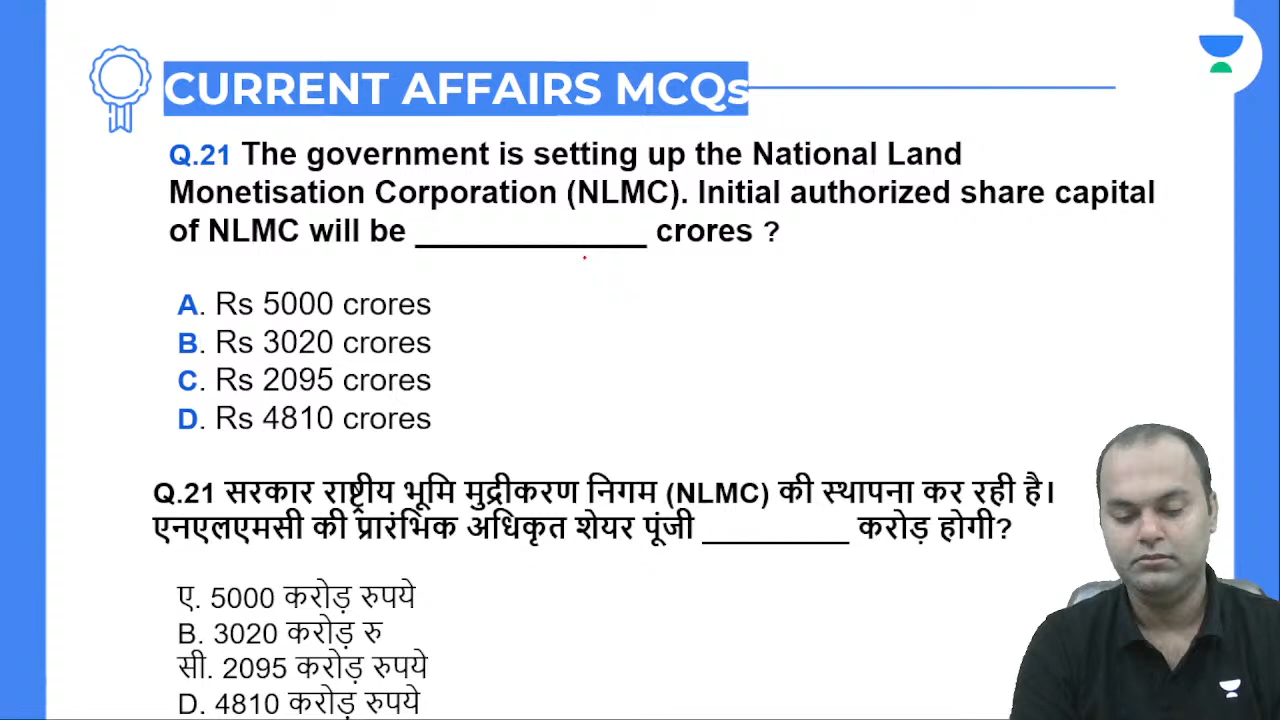 CURRENT AFFAIRS MCQs
Q.21 The government is setting up the National Land
Monetisation Corporation (NLMC). Initial authorized share capital
of NLMC will be ______________ crores ?
A. Rs 5000 crores
B. Rs 3020 crores
C. Rs 2095 crores
D. Rs 4810 crores
Q.21 सरकार राष्ट्रीय भूमि मुद्रीकरण निगम (NLMC) की स्थापना कर रही है।
एनएलएमसी की प्रारंभिक अधिकृत शेयर पूंजी __________ करोड़ होगी?
ए. 5000 करोड़ रुपये
B. 3020 करोड़ रु
सी. 2095 करोड़ रुपये
D. 4810 करोड़ रुपये